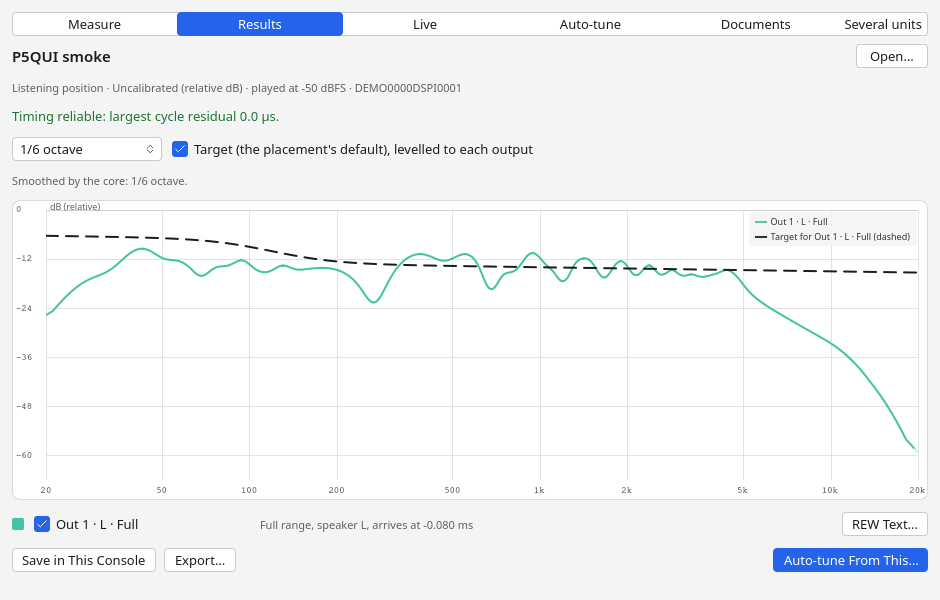 Measure Results Live Auto-tune Documents Several units
P5QUI smoke Open...
Listening position · Uncalibrated (relative dB) · played at -50 dBFS · DEMO0000DSPI0001
Timing reliable: largest cycle residual 0.0 µs.
1/6 octave Target (the placement's default), levelled to each output
Smoothed by the core: 1/6 octave.
dB (relative)
0
Out 1 · L · Full
Target for Out 1 · L · Full (dashed)
−12
−24
−36
−48
−60
20 50 100 200 500 1k 2k 5k 10k 20k
Out 1 · L · Full Full range, speaker L, arrives at -0.080 ms REW Text...
Save in This Console Export... Auto-tune From This...